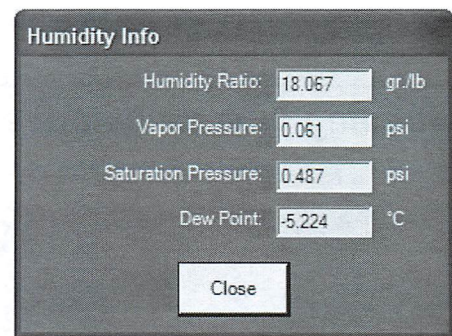 Humidity Info
Humidity Ratio: 18.067 gr./lb
Vapor Pressure: 0.061 psi
Saturation Pressure: 0.487 psi
Dew Point: -5.224 °C
Close